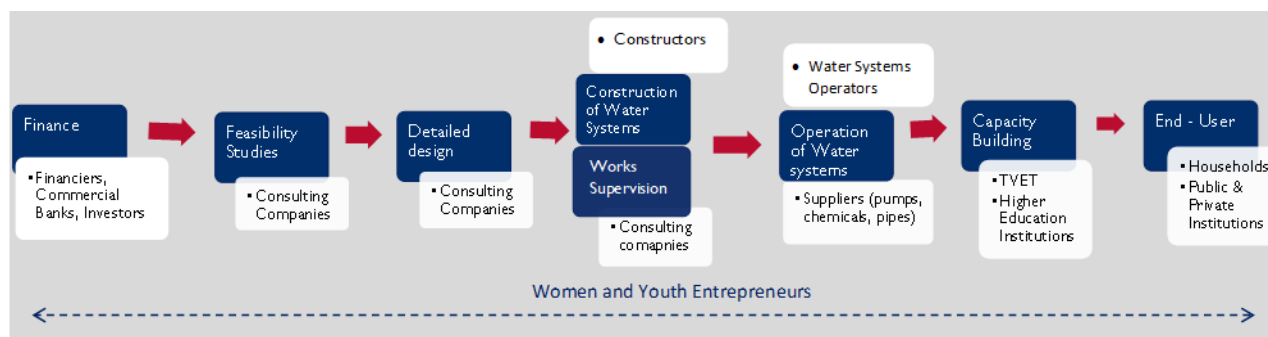 Finance
▪ Financiers,
Commercial
Banks, Investors
Feasibility
Studies
▪ Consulting
Companies
Detailed
design
▪ Consulting
Companies
• Constructors
Construction
of Water
Systems
Works
Supervision
▪ Consulting
comapnies
• Water Systems
Operators
Operation
of Water
systems
▪ Suppliers (pumps,
chemicals, pipes)
Capacity
Building
▪ TVET
▪ Higher
Education
Institutions
End - User
▪ Households
▪ Public &
Private
Institutions
Women and Youth Entrepreneurs